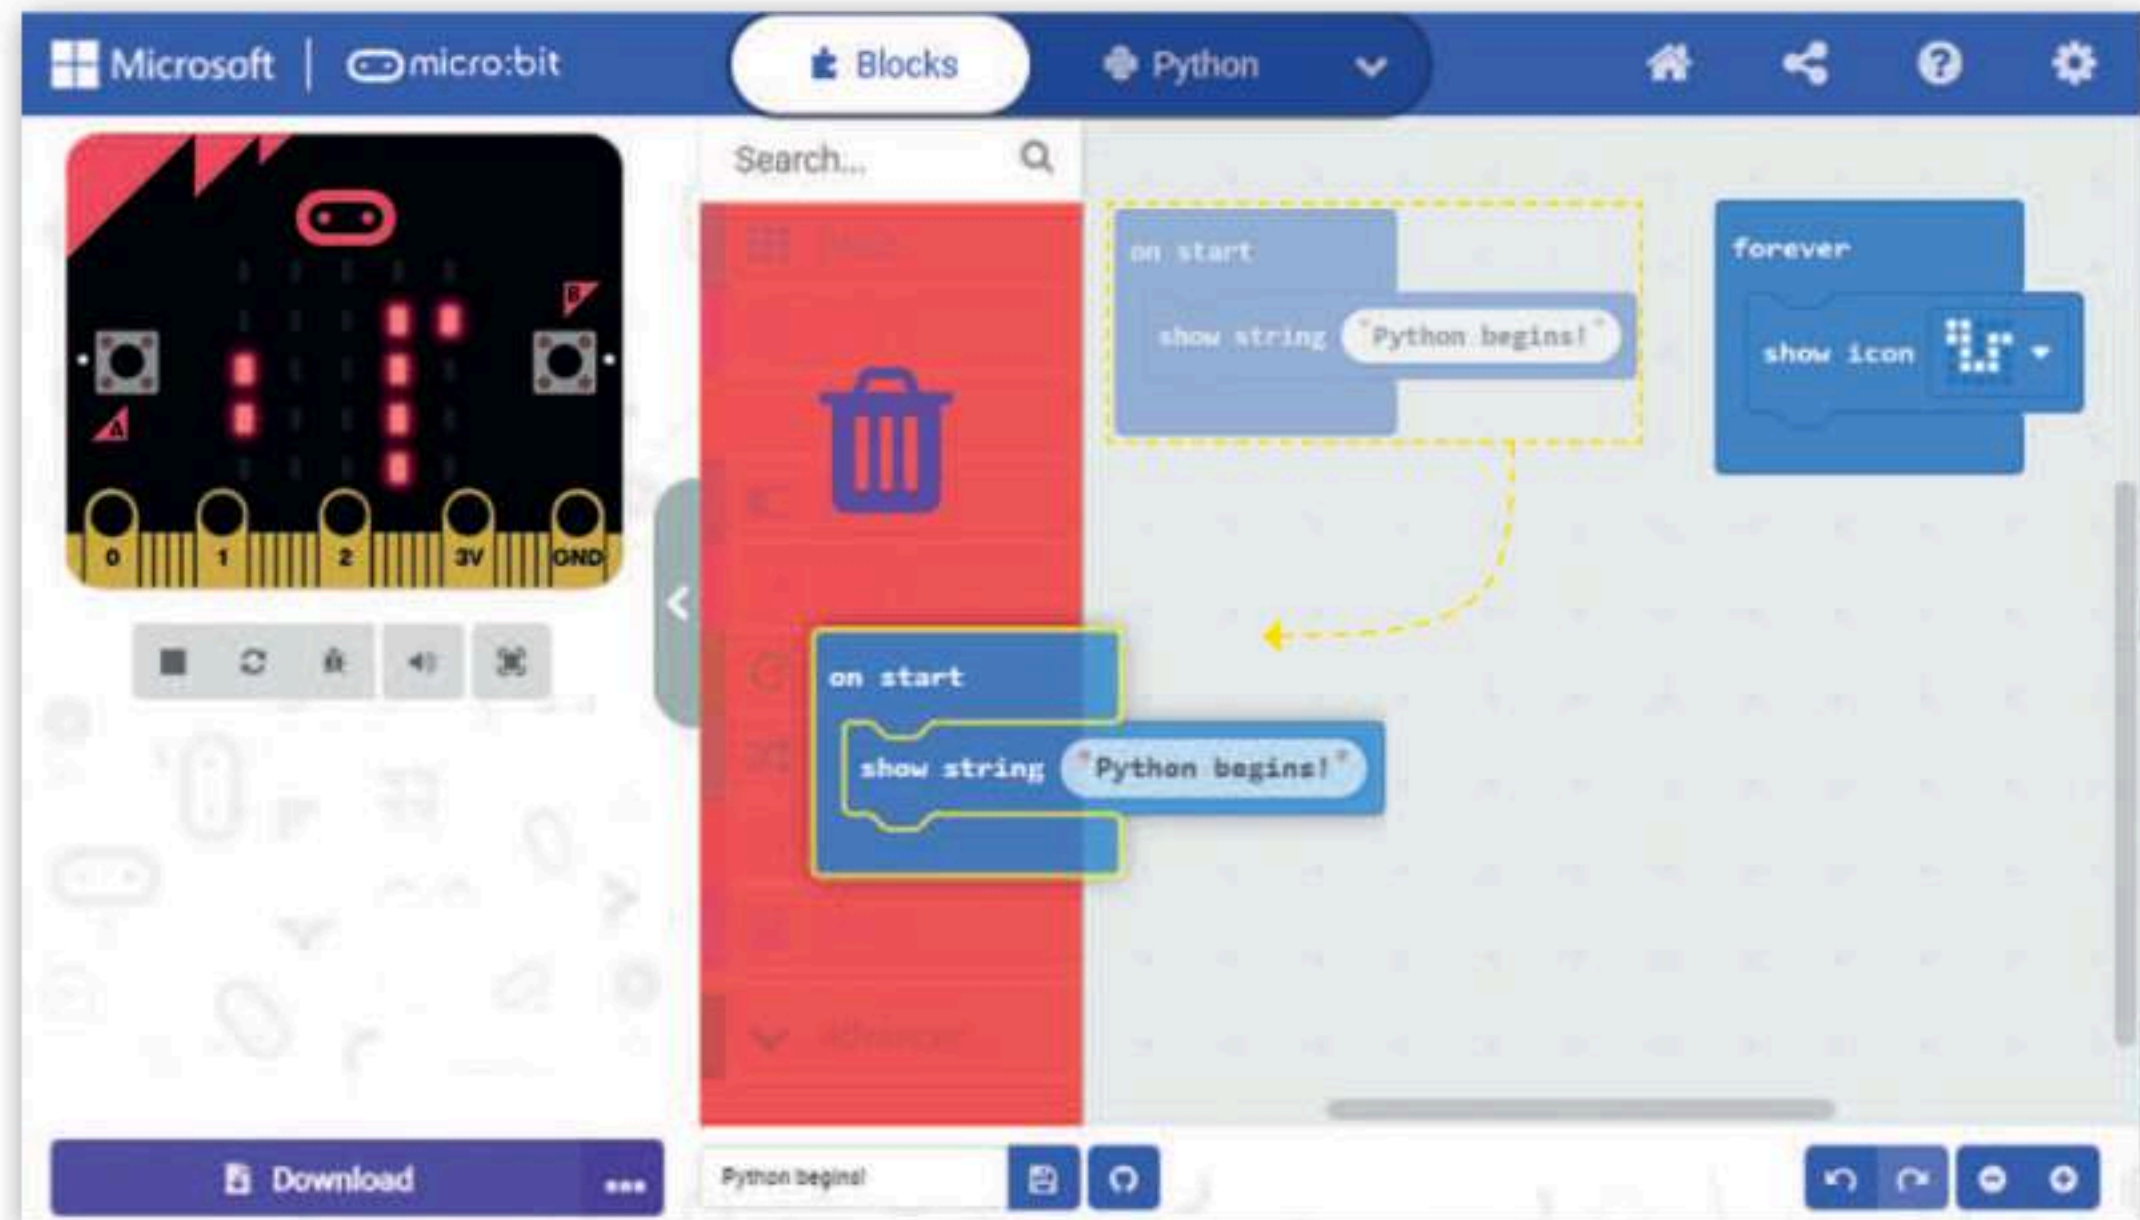 Microsoft | micro:bit
Blocks
Python
Search...
on start
show string "Python begins!"
forever
show icon
B
A
0 1 2 3V GND
on start
show string "Python begins!"
Advanced
Download
Python begins!